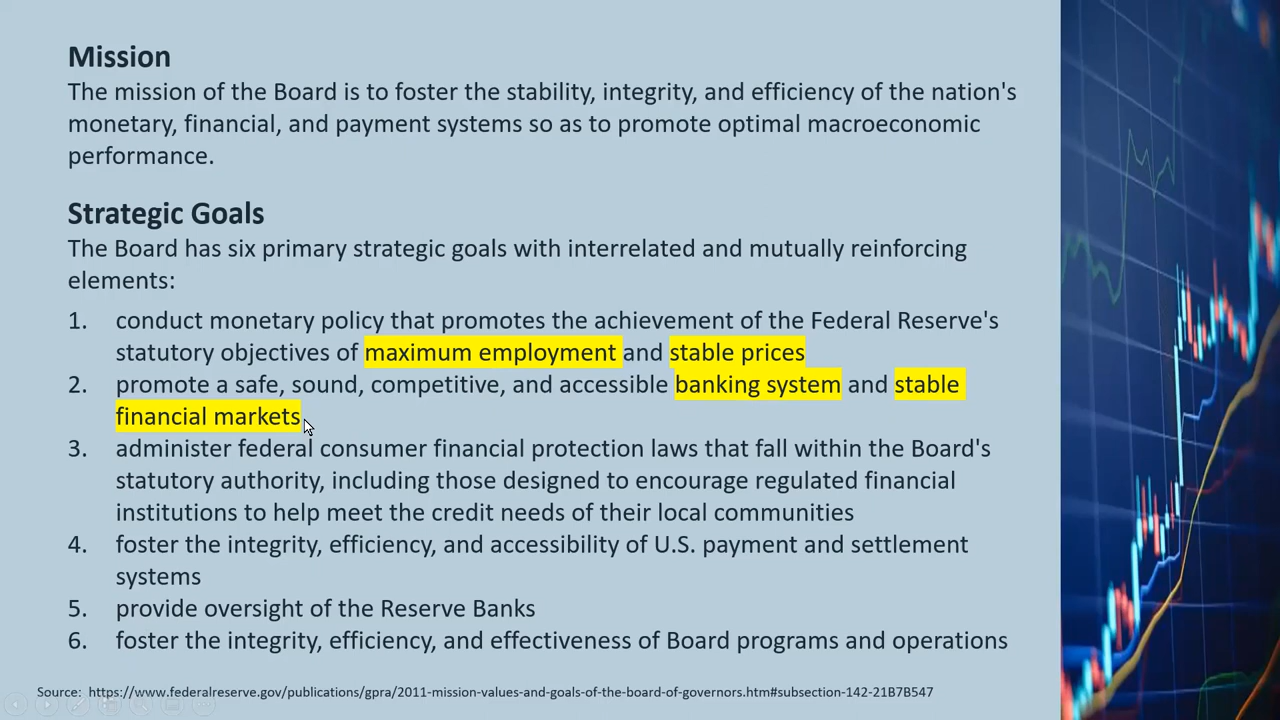 Mission
The mission of the Board is to foster the stability, integrity, and efficiency of the nation's
monetary, financial, and payment systems so as to promote optimal macroeconomic
performance.
Strategic Goals
The Board has six primary strategic goals with interrelated and mutually reinforcing
elements:
1. conduct monetary policy that promotes the achievement of the Federal Reserve's
statutory objectives of maximum employment and stable prices
2. promote a safe, sound, competitive, and accessible banking system and stable
financial markets
3. administer federal consumer financial protection laws that fall within the Board's
statutory authority, including those designed to encourage regulated financial
institutions to help meet the credit needs of their local communities
4. foster the integrity, efficiency, and accessibility of U.S. payment and settlement
systems
5. provide oversight of the Reserve Banks
6. foster the integrity, efficiency, and effectiveness of Board programs and operations
Source: https://www.federalreserve.gov/publications/gpra/2011-mission-values-and-goals-of-the-board-of-governors.htm#subsection-142-21B7B547